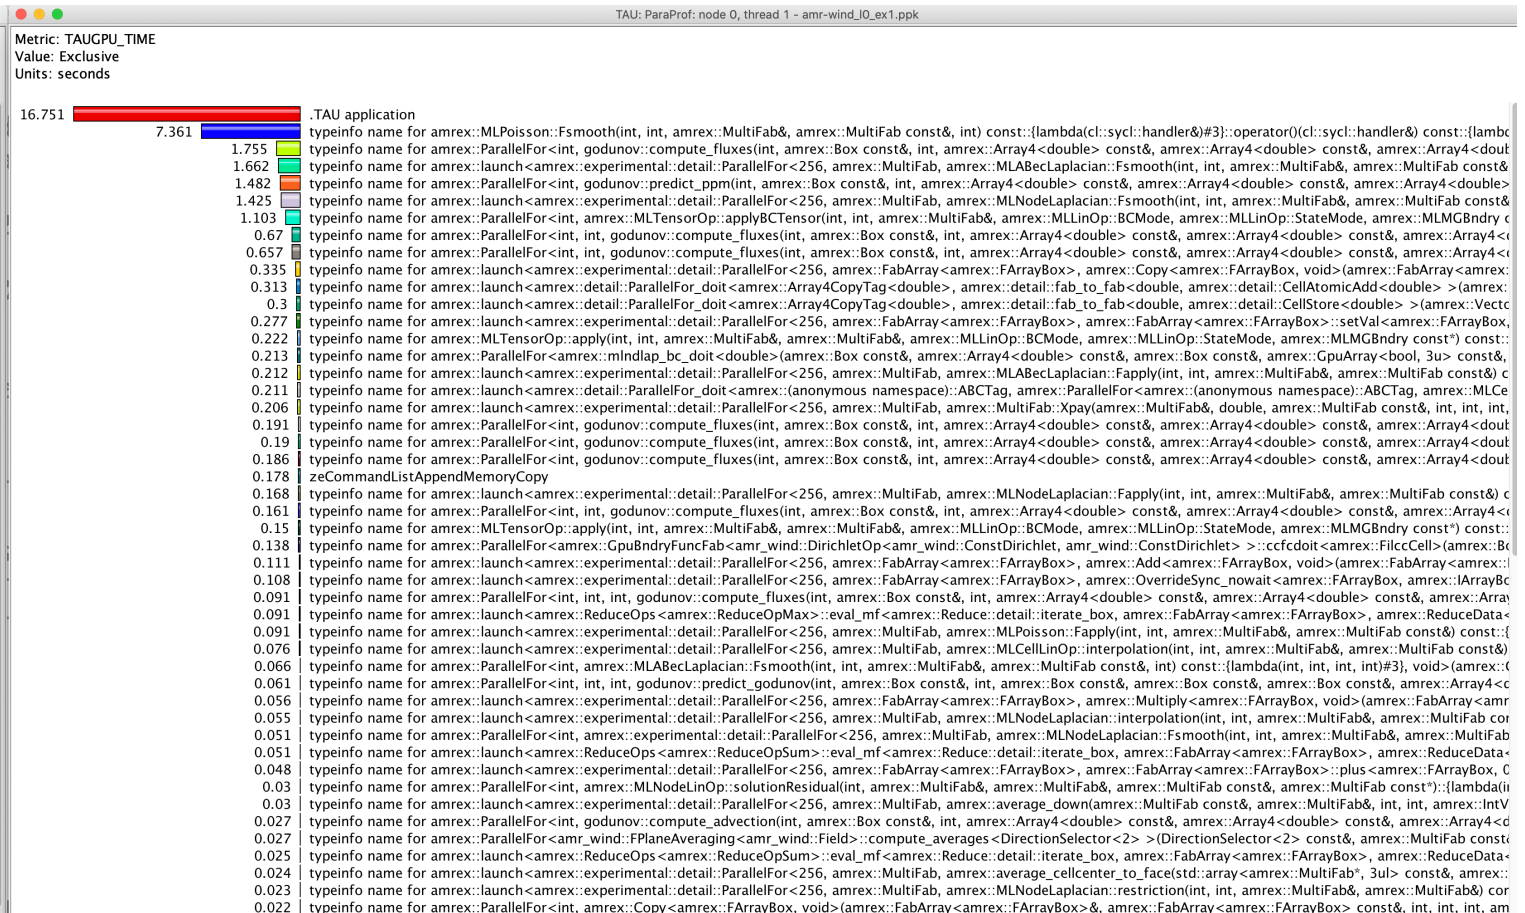 TAU: ParaProf: node 0, thread 1 - amr-wind_l0_ex1.ppk
Metric: TAUGPU_TIME
Value: Exclusive
Units: seconds
16.751 .TAU application
7.361 typeinfo name for amrex::MLPoisson::Fsmooth(int, int, amrex::MultiFab&, amrex::MultiFab const&, int) const::{lambda(cl::sycl::handler&)#3}::operator()(cl::sycl::handler&) const::{lambd
1.755 typeinfo name for amrex::ParallelFor<int, godunov::compute_fluxes(int, amrex::Box const&, int, amrex::Array4<double> const&, amrex::Array4<double> const&, amrex::Array4<doub
1.662 typeinfo name for amrex::launch<amrex::experimental::detail::ParallelFor<256, amrex::MultiFab, amrex::MLABecLaplacian::Fsmooth(int, int, amrex::MultiFab&, amrex::MultiFab const&
1.482 typeinfo name for amrex::ParallelFor<int, godunov::predict_ppm(int, amrex::Box const&, int, amrex::Array4<double> const&, amrex::Array4<double> const&, amrex::Array4<double>
1.425 typeinfo name for amrex::launch<amrex::experimental::detail::ParallelFor<256, amrex::MultiFab, amrex::MLNodeLaplacian::Fsmooth(int, int, amrex::MultiFab&, amrex::MultiFab const&
1.103 typeinfo name for amrex::ParallelFor<int, amrex::MLTensorOp::applyBCTensor(int, int, amrex::MultiFab&, amrex::MLLinOp::BCMode, amrex::MLLinOp::StateMode, amrex::MLMGBndry c
0.67 typeinfo name for amrex::ParallelFor<int, int, godunov::compute_fluxes(int, amrex::Box const&, int, amrex::Array4<double> const&, amrex::Array4<double> const&, amrex::Array4<
0.657 typeinfo name for amrex::ParallelFor<int, int, godunov::compute_fluxes(int, amrex::Box const&, int, amrex::Array4<double> const&, amrex::Array4<double> const&, amrex::Array4<
0.335 typeinfo name for amrex::launch<amrex::experimental::detail::ParallelFor<256, amrex::FabArray<amrex::FArrayBox>, amrex::Copy<amrex::FArrayBox, void>(amrex::FabArray<amrex:
0.313 typeinfo name for amrex::launch<amrex::detail::ParallelFor_doit<amrex::Array4CopyTag<double>, amrex::detail::fab_to_fab<double, amrex::detail::CellAtomicAdd<double> >(amrex:
0.3 typeinfo name for amrex::launch<amrex::detail::ParallelFor_doit<amrex::Array4CopyTag<double>, amrex::detail::fab_to_fab<double, amrex::detail::CellStore<double> >(amrex::Vecto
0.277 typeinfo name for amrex::launch<amrex::experimental::detail::ParallelFor<256, amrex::FabArray<amrex::FArrayBox>, amrex::FabArray<amrex::FArrayBox>::setVal<amrex::FArrayBox,
0.222 typeinfo name for amrex::MLTensorOp::apply(int, int, amrex::MultiFab&, amrex::MultiFab&, amrex::MLLinOp::BCMode, amrex::MLLinOp::StateMode, amrex::MLMGBndry const*) const::
0.213 typeinfo name for amrex::ParallelFor<amrex::mlndlap_bc_doit<double>(amrex::Box const&, amrex::Array4<double> const&, amrex::Box const&, amrex::GpuArray<bool, 3u> const&,
0.212 typeinfo name for amrex::launch<amrex::experimental::detail::ParallelFor<256, amrex::MultiFab, amrex::MLABecLaplacian::Fapply(int, int, amrex::MultiFab&, amrex::MultiFab const&) c
0.211 typeinfo name for amrex::launch<amrex::detail::ParallelFor_doit<amrex::(anonymous namespace)::ABCTag, amrex::ParallelFor<amrex::(anonymous namespace)::ABCTag, amrex::MLCe
0.206 typeinfo name for amrex::launch<amrex::experimental::detail::ParallelFor<256, amrex::MultiFab, amrex::MultiFab::Xpay(amrex::MultiFab&, double, amrex::MultiFab const&, int, int, int,
0.191 typeinfo name for amrex::ParallelFor<int, godunov::compute_fluxes(int, amrex::Box const&, int, amrex::Array4<double> const&, amrex::Array4<double> const&, amrex::Array4<doub
0.19 typeinfo name for amrex::ParallelFor<int, godunov::compute_fluxes(int, amrex::Box const&, int, amrex::Array4<double> const&, amrex::Array4<double> const&, amrex::Array4<doub
0.186 typeinfo name for amrex::ParallelFor<int, godunov::compute_fluxes(int, amrex::Box const&, int, amrex::Array4<double> const&, amrex::Array4<double> const&, amrex::Array4<doub
0.178 zeCommandListAppendMemoryCopy
0.168 typeinfo name for amrex::launch<amrex::experimental::detail::ParallelFor<256, amrex::MultiFab, amrex::MLNodeLaplacian::Fapply(int, int, amrex::MultiFab&, amrex::MultiFab const&) c
0.161 typeinfo name for amrex::ParallelFor<int, godunov::compute_fluxes(int, amrex::Box const&, int, amrex::Array4<double> const&, amrex::Array4<double> const&, amrex::Array4<doub
0.15 typeinfo name for amrex::MLTensorOp::apply(int, int, amrex::MultiFab&, amrex::MultiFab&, amrex::MLLinOp::BCMode, amrex::MLLinOp::StateMode, amrex::MLMGBndry const*) const::
0.138 typeinfo name for amrex::ParallelFor<amrex::GpuBndryFuncFab<amr_wind::DirichletOp<amr_wind::ConstDirichlet, amr_wind::ConstDirichlet> >::ccfcdoit<amrex::FilccCell>(amrex::Bo
0.111 typeinfo name for amrex::launch<amrex::experimental::detail::ParallelFor<256, amrex::FabArray<amrex::FArrayBox>, amrex::Add<amrex::FArrayBox, void>(amrex::FabArray<amrex::
0.108 typeinfo name for amrex::launch<amrex::experimental::detail::ParallelFor<256, amrex::FabArray<amrex::FArrayBox>, amrex::OverrideSync_nowait<amrex::FArrayBox, amrex::IArrayBo
0.091 typeinfo name for amrex::ParallelFor<int, int, int, godunov::compute_fluxes(int, amrex::Box const&, int, amrex::Array4<double> const&, amrex::Array4<double> const&, amrex::Array
0.091 typeinfo name for amrex::launch<amrex::ReduceOps<amrex::ReduceOpMax>::eval_mf<amrex::Reduce::detail::iterate_box, amrex::FabArray<amrex::FArrayBox>, amrex::ReduceData<
0.091 typeinfo name for amrex::launch<amrex::experimental::detail::ParallelFor<256, amrex::MultiFab, amrex::MLPoisson::Fapply(int, int, amrex::MultiFab&, amrex::MultiFab const&) const::{
0.076 typeinfo name for amrex::launch<amrex::experimental::detail::ParallelFor<256, amrex::MultiFab, amrex::MLCellLinOp::interpolation(int, int, amrex::MultiFab&, amrex::MultiFab const&)
0.066 typeinfo name for amrex::ParallelFor<int, amrex::MLABecLaplacian::Fsmooth(int, int, amrex::MultiFab&, amrex::MultiFab const&, int) const::{lambda(int, int, int, int)#3}, void>(amrex::
0.061 typeinfo name for amrex::ParallelFor<int, int, int, godunov::predict_godunov(int, amrex::Box const&, int, amrex::Box const&, amrex::Box const&, amrex::Box const&, amrex::Array4<d
0.056 typeinfo name for amrex::launch<amrex::experimental::detail::ParallelFor<256, amrex::FabArray<amrex::FArrayBox>, amrex::Multiply<amrex::FArrayBox, void>(amrex::FabArray<amr
0.055 typeinfo name for amrex::launch<amrex::experimental::detail::ParallelFor<256, amrex::MultiFab, amrex::MLNodeLaplacian::interpolation(int, int, amrex::MultiFab&, amrex::MultiFab con
0.051 typeinfo name for amrex::ParallelFor<int, amrex::experimental::detail::ParallelFor<256, amrex::MultiFab, amrex::MLNodeLaplacian::Fsmooth(int, int, amrex::MultiFab&, amrex::MultiFab
0.051 typeinfo name for amrex::launch<amrex::ReduceOps<amrex::ReduceOpSum>::eval_mf<amrex::Reduce::detail::iterate_box, amrex::FabArray<amrex::FArrayBox>, amrex::ReduceData<
0.048 typeinfo name for amrex::launch<amrex::experimental::detail::ParallelFor<256, amrex::FabArray<amrex::FArrayBox>, amrex::FabArray<amrex::FArrayBox>::plus<amrex::FArrayBox, 0
0.03 typeinfo name for amrex::ParallelFor<int, amrex::MLNodeLinOp::solutionResidual(int, amrex::MultiFab&, amrex::MultiFab&, amrex::MultiFab const&, amrex::MultiFab const*)::{lambda(i
0.03 typeinfo name for amrex::launch<amrex::experimental::detail::ParallelFor<256, amrex::MultiFab, amrex::average_down(amrex::MultiFab const&, amrex::MultiFab&, int, int, amrex::IntV
0.027 typeinfo name for amrex::ParallelFor<int, godunov::compute_advection(int, amrex::Box const&, int, amrex::Array4<double> const&, amrex::Array4<double> const&, amrex::Array4<d
0.027 typeinfo name for amrex::ParallelFor<amr_wind::FPlaneAveraging<amr_wind::Field>::compute_averages<DirectionSelector<2> >(DirectionSelector<2> const&, amrex::MultiFab const
0.025 typeinfo name for amrex::launch<amrex::ReduceOps<amrex::ReduceOpSum>::eval_mf<amrex::Reduce::detail::iterate_box, amrex::FabArray<amrex::FArrayBox>, amrex::ReduceData<
0.024 typeinfo name for amrex::launch<amrex::experimental::detail::ParallelFor<256, amrex::MultiFab, amrex::average_cellcenter_to_face(std::array<amrex::MultiFab*, 3ul> const&, amrex::
0.023 typeinfo name for amrex::launch<amrex::experimental::detail::ParallelFor<256, amrex::MultiFab, amrex::MLNodeLaplacian::restriction(int, int, amrex::MultiFab&, amrex::MultiFab&) con
0.022 typeinfo name for amrex::ParallelFor<int, amrex::Copy<amrex::FArrayBox, void>(amrex::FabArray<amrex::FArrayBox>&, amrex::FabArray<amrex::FArrayBox> const&, int, int, int, am